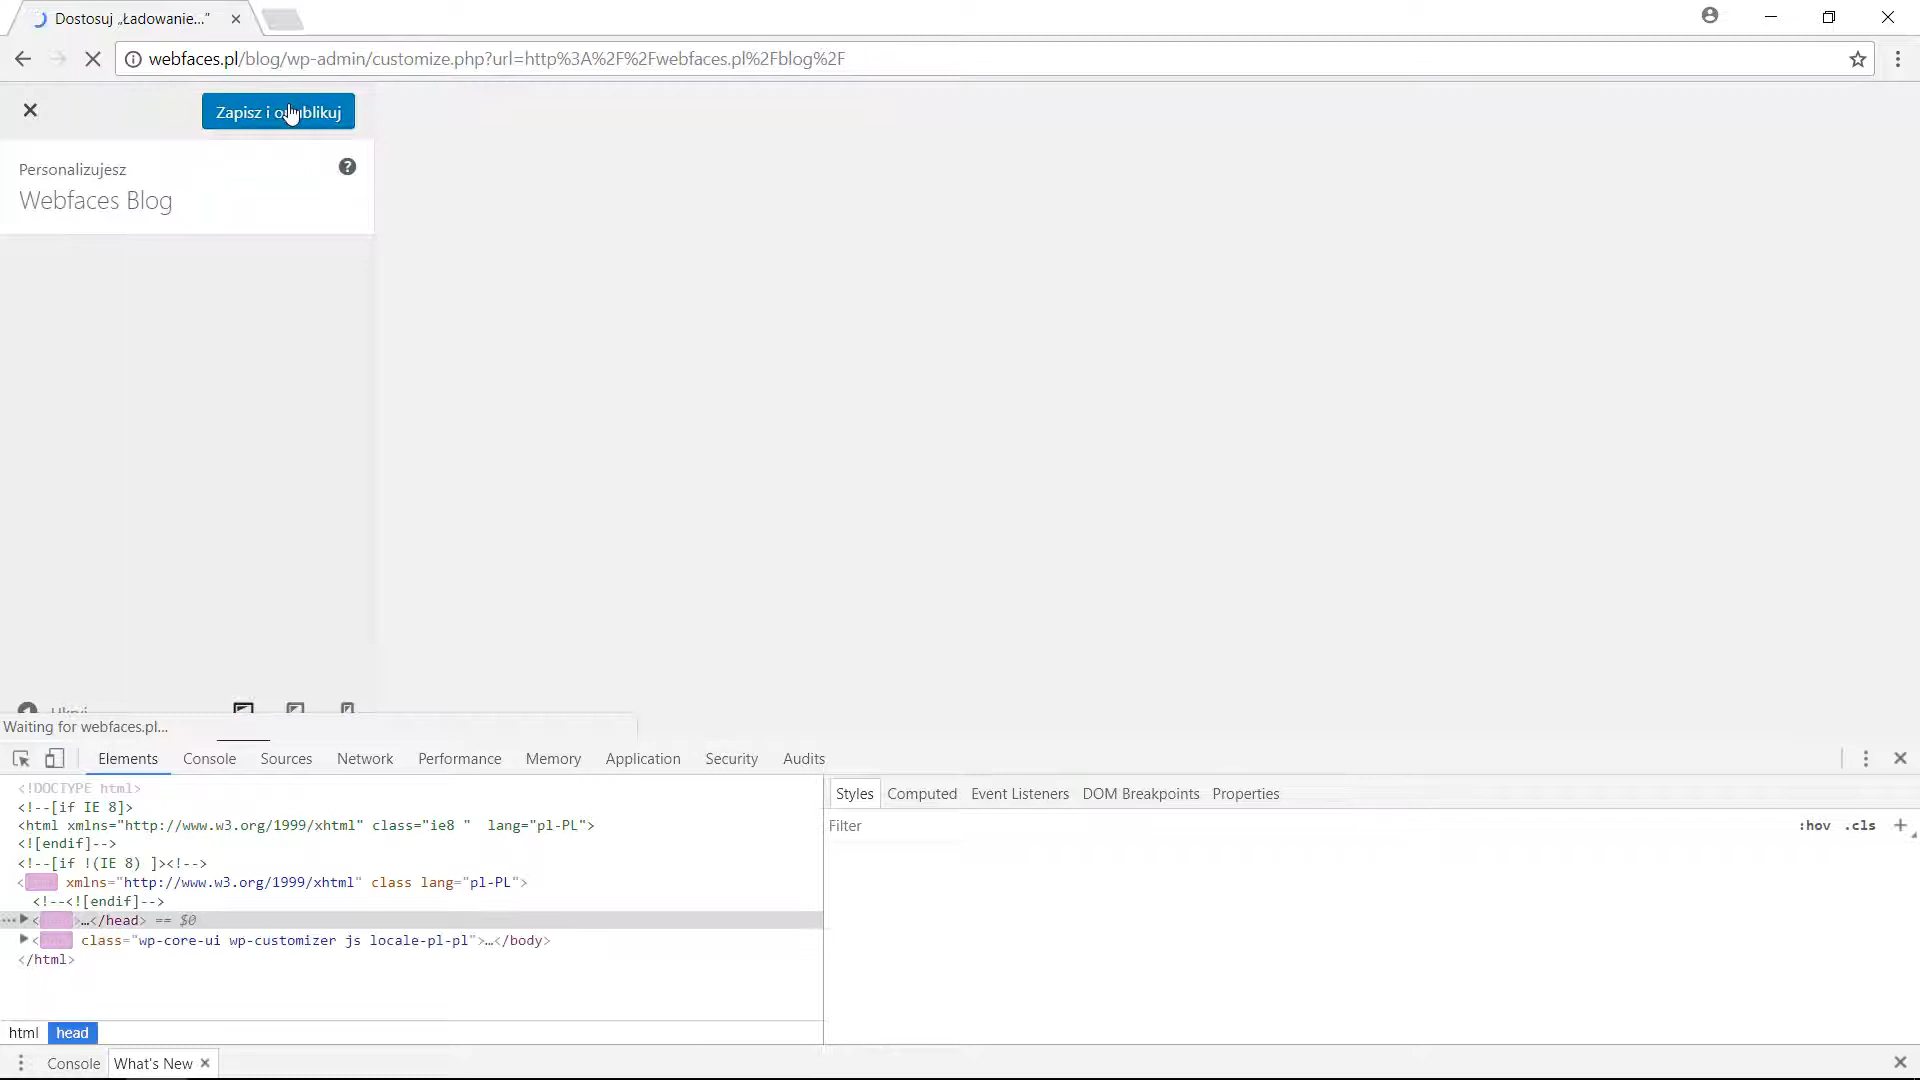 Dostosuj „Ładowanie...”
webfaces.pl/blog/wp-admin/customize.php?url=http%3A%2F%2Fwebfaces.pl%2Fblog%2F
Zapisz i opublikuj
Personalizujesz
Webfaces Blog
Waiting for webfaces.pl...
Elements Console Sources Network Performance Memory Application Security Audits
<!DOCTYPE html>
<!--[if IE 8]>
<html xmlns="http://www.w3.org/1999/xhtml" class="ie8 " lang="pl-PL">
<![endif]-->
<!--[if !(IE 8) ]><!-->
< xmlns="http://www.w3.org/1999/xhtml" class lang="pl-PL">
<!--<![endif]-->
< >…</head> == $0
< class="wp-core-ui wp-customizer js locale-pl-pl">…</body>
</html>
html head
Styles Computed Event Listeners DOM Breakpoints Properties
Filter :hov .cls +
Console What's New